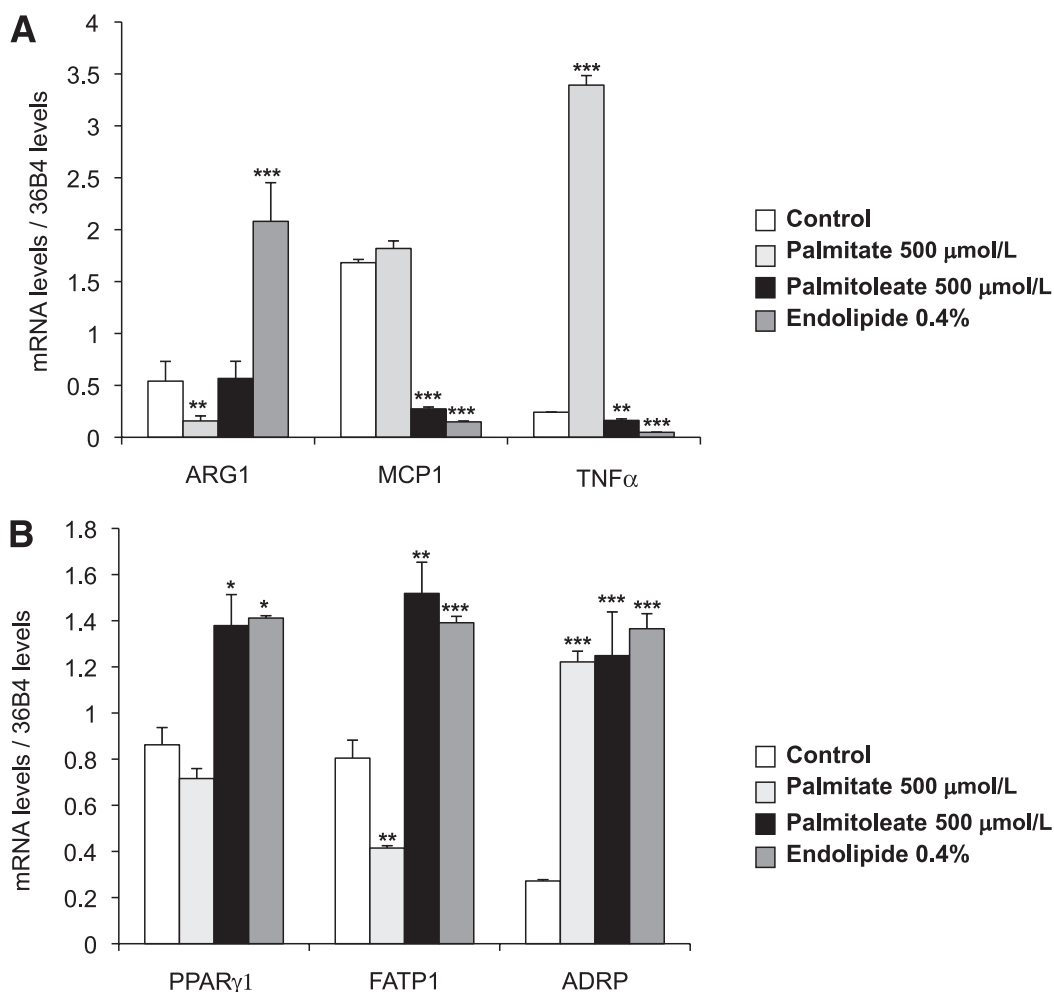 A
mRNA levels / 36B4 levels
4
3.5
3
2.5
2
1.5
1
0.5
0
***
**
***
***
***
**
***
ARG1
MCP1
TNFα
Control
Palmitate 500 μmol/L
Palmitoleate 500 μmol/L
Endolipide 0.4%
B
mRNA levels / 36B4 levels
1.8
1.6
1.4
1.2
1
0.8
0.6
0.4
0.2
0
*
*
**
**
***
***
***
***
PPARγ1
FATP1
ADRP
Control
Palmitate 500 μmol/L
Palmitoleate 500 μmol/L
Endolipide 0.4%